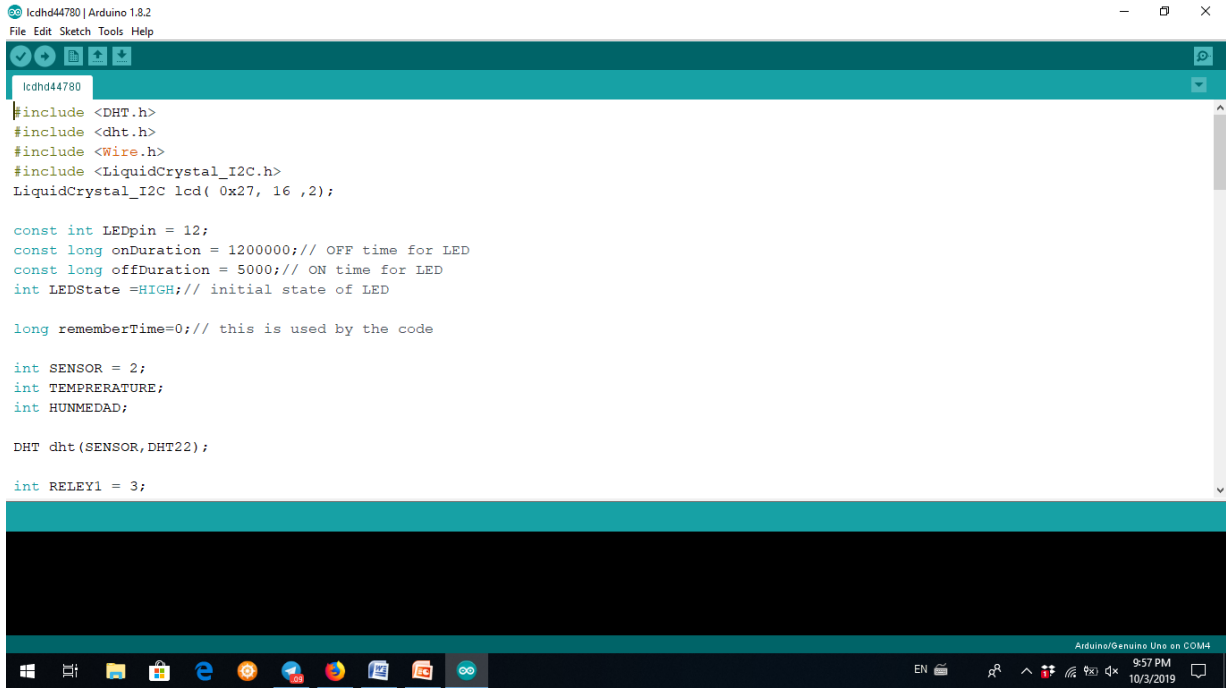 lcdhd44780 | Arduino 1.8.2
File Edit Sketch Tools Help
lcdhd44780
#include <DHT.h>
#include <dht.h>
#include <Wire.h>
#include <LiquidCrystal_I2C.h>
LiquidCrystal_I2C lcd( 0x27, 16 ,2);
const int LEDpin = 12;
const long onDuration = 1200000;// OFF time for LED
const long offDuration = 5000;// ON time for LED
int LEDState =HIGH;// initial state of LED
long rememberTime=0;// this is used by the code
int SENSOR = 2;
int TEMPRERATURE;
int HUNMEDAD;
DHT dht(SENSOR,DHT22);
int RELEY1 = 3;
Arduino/Genuino Uno on COM4
EN
9:57 PM
10/3/2019